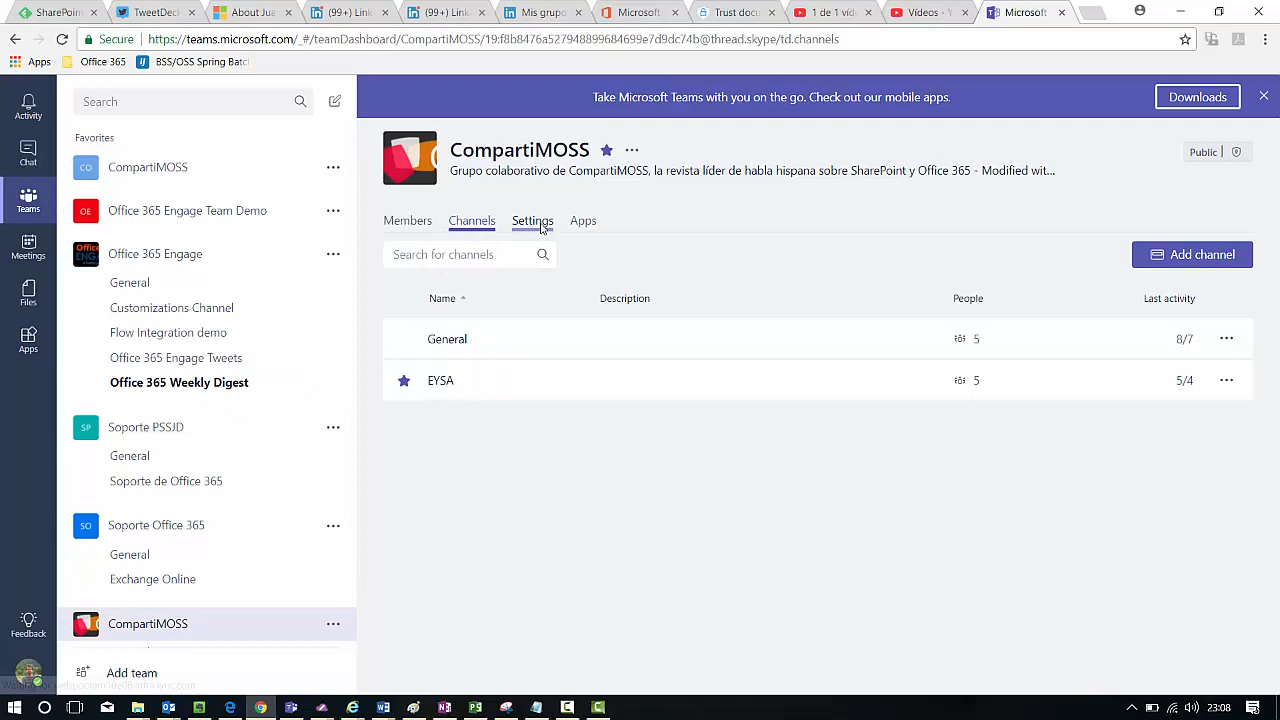 SharePoint
TweetDeck
About Jua
(99+) Link
(99+) Link
Mis grupo
Microsoft
Trust docu
1 de 1 vid
Videos - Y
Microsoft
Secure
https://teams.microsoft.com/_#/teamDashboard/CompartiMOSS/19:f8b8476a527948899684699e7d9dc74b@thread.skype/td.channels
Apps
Office 365
BSS/OSS Spring Batch
Activity
Chat
Teams
Meetings
Files
Apps
Feedback
Search
Favorites
CO
CompartiMOSS
OE
Office 365 Engage Team Demo
Office 365 Engage
General
Customizations Channel
Flow Integration demo
Office 365 Engage Tweets
Office 365 Weekly Digest
SP
Soporte PSSJD
General
Soporte de Office 365
SO
Soporte Office 365
General
Exchange Online
CompartiMOSS
Add team
Take Microsoft Teams with you on the go. Check out our mobile apps.
Downloads
CompartiMOSS
Public
Grupo colaborativo de CompartiMOSS, la revista líder de habla hispana sobre SharePoint y Office 365 - Modified wit...
Members
Channels
Settings
Apps
Search for channels
Add channel
Name
Description
People
Last activity
General
5
8/7
EYSA
5
5/4
23:08